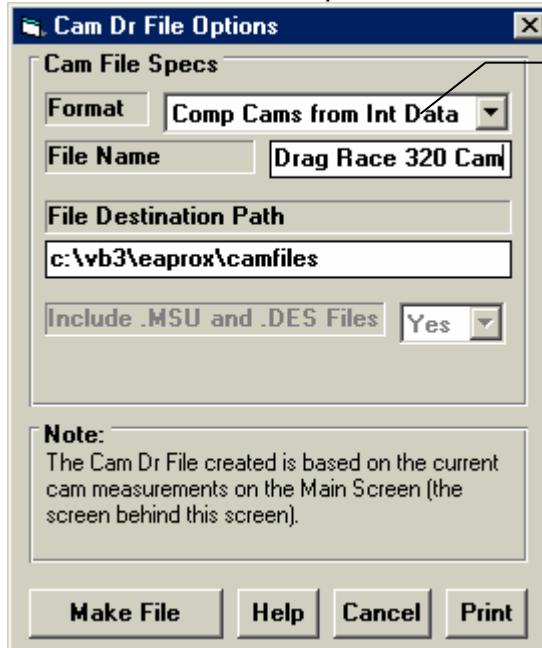 Cam Dr File Options
Cam File Specs
Format Comp Cams from Int Data
File Name Drag Race 320 Cam
File Destination Path
c:\vb3\eaprox\camfiles
Include .MSU and .DES Files Yes
Note:
The Cam Dr File created is based on the current
cam measurements on the Main Screen (the
screen behind this screen).
Make File Help Cancel Print